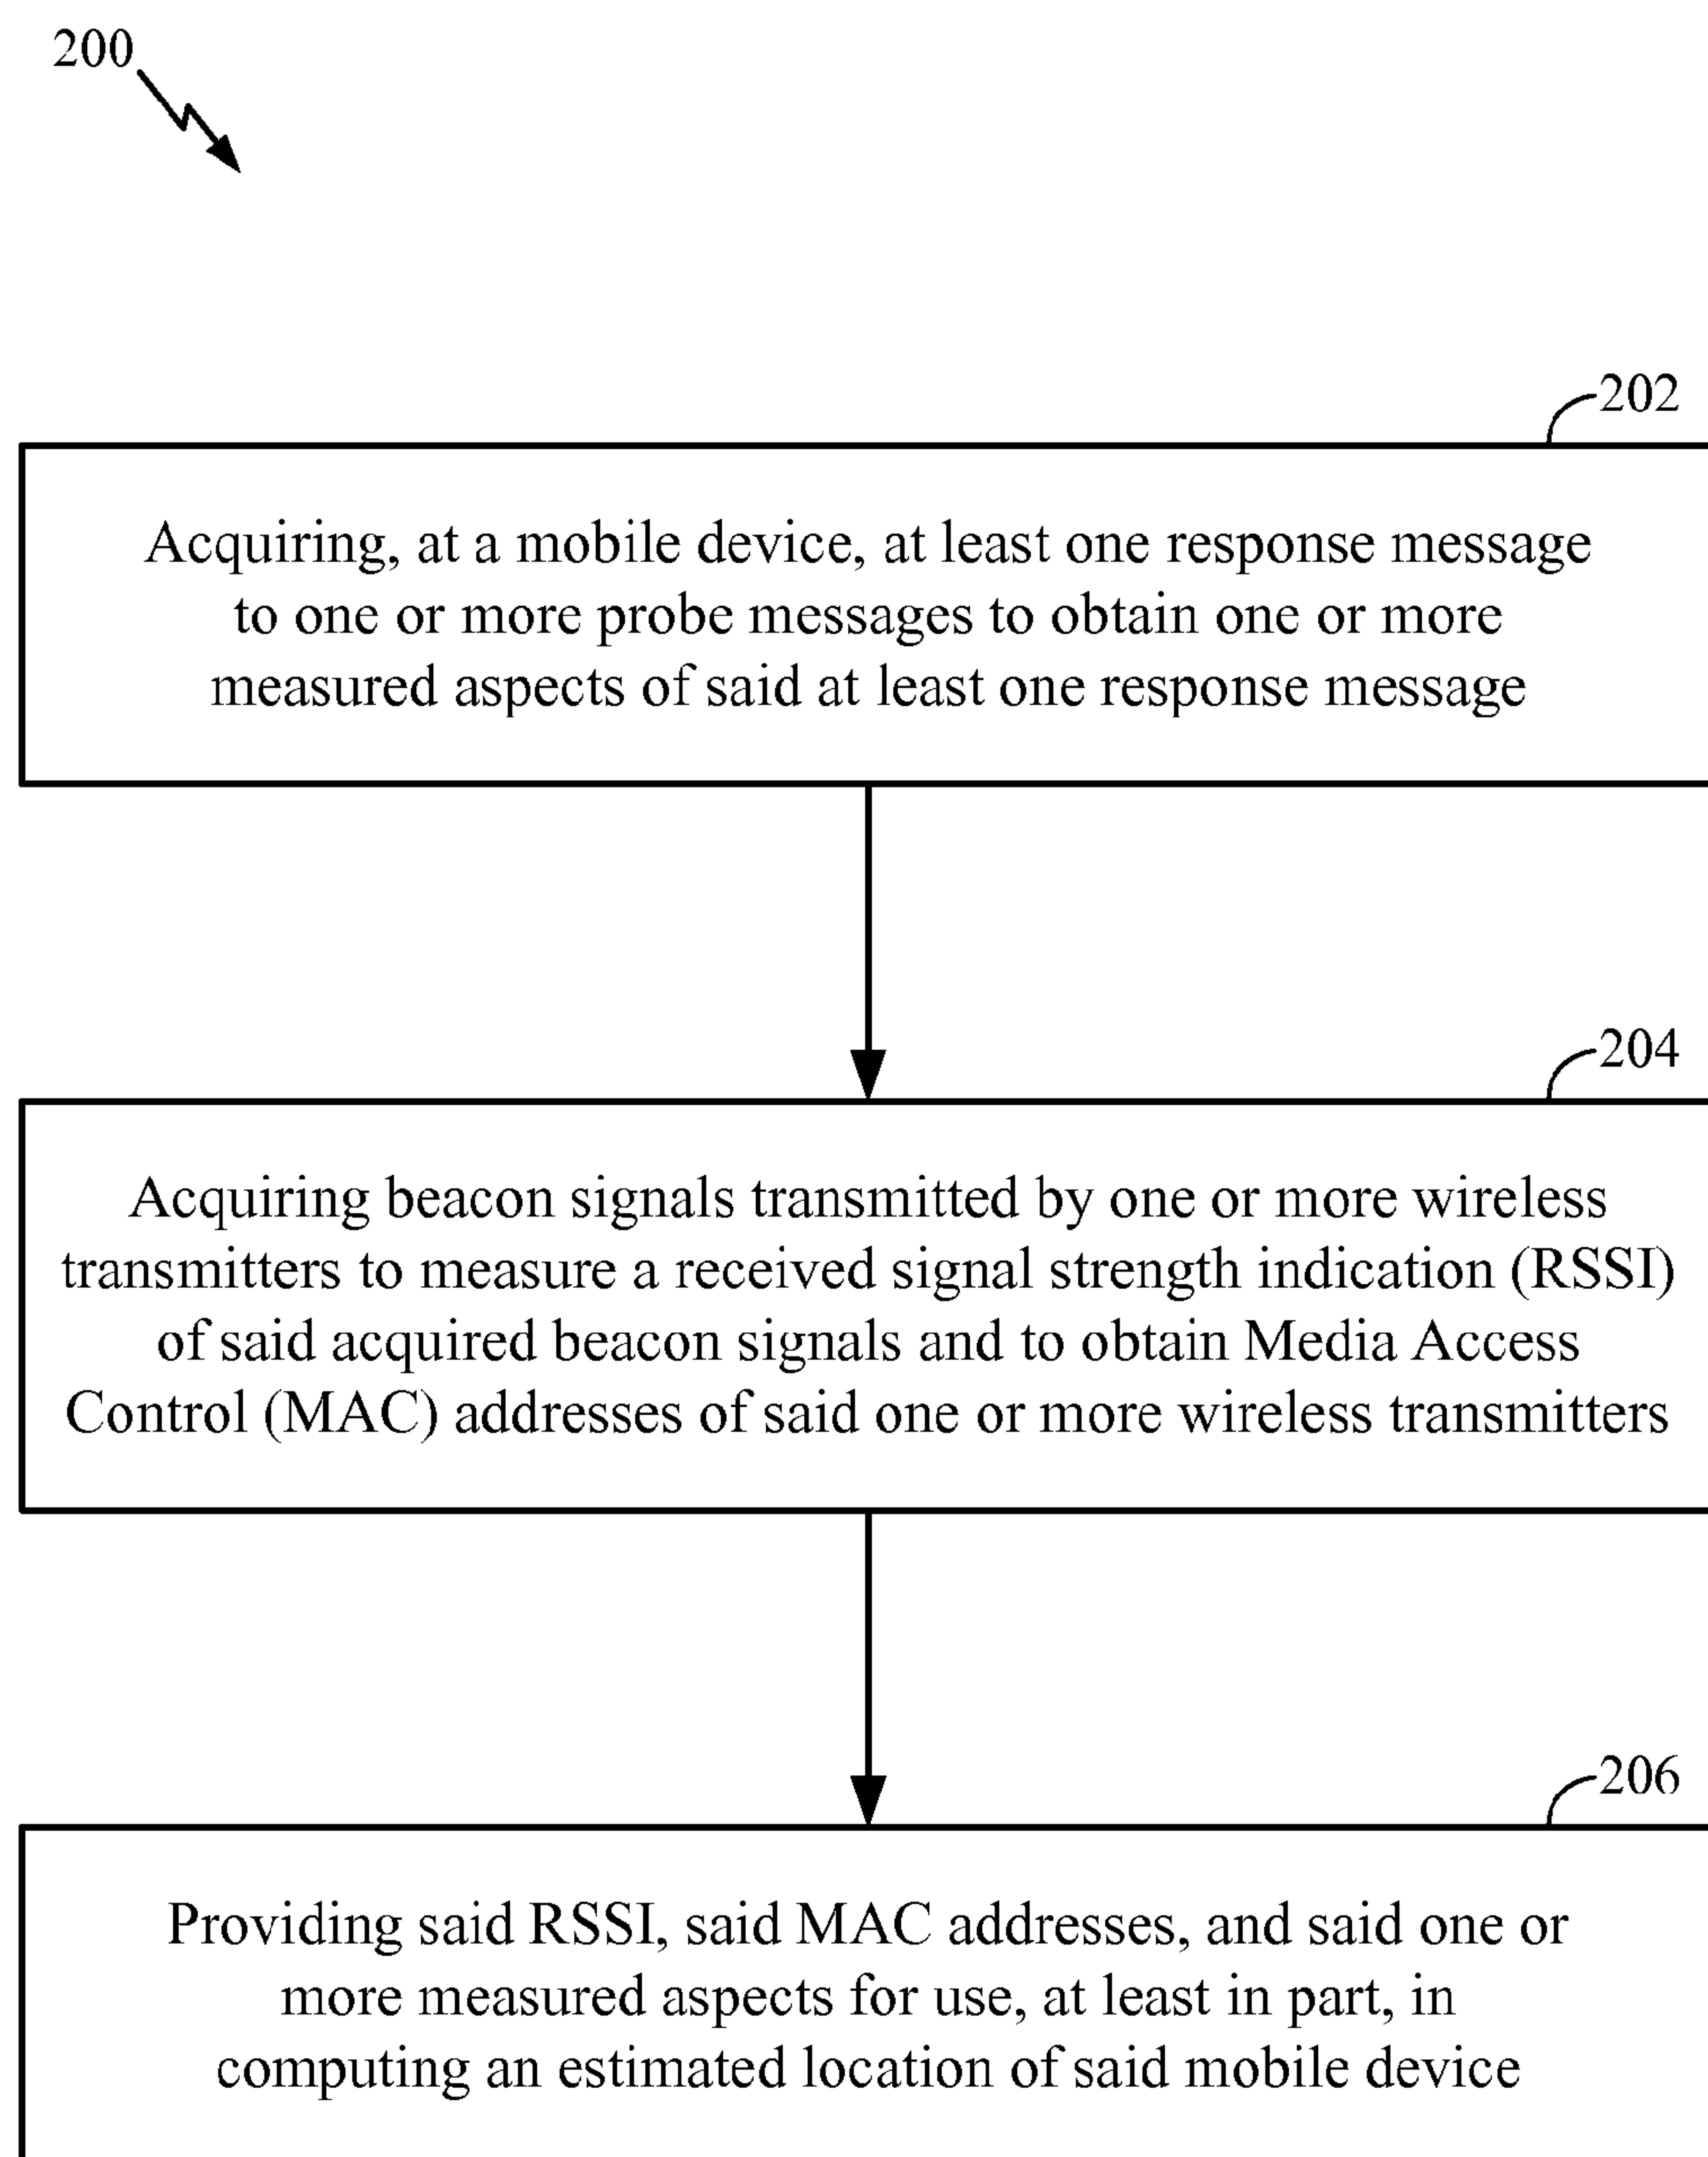 200
202
Acquiring, at a mobile device, at least one response message
to one or more probe messages to obtain one or more
measured aspects of said at least one response message
204
Acquiring beacon signals transmitted by one or more wireless
transmitters to measure a received signal strength indication (RSSI)
of said acquired beacon signals and to obtain Media Access
Control (MAC) addresses of said one or more wireless transmitters
206
Providing said RSSI, said MAC addresses, and said one or
more measured aspects for use, at least in part, in
computing an estimated location of said mobile device